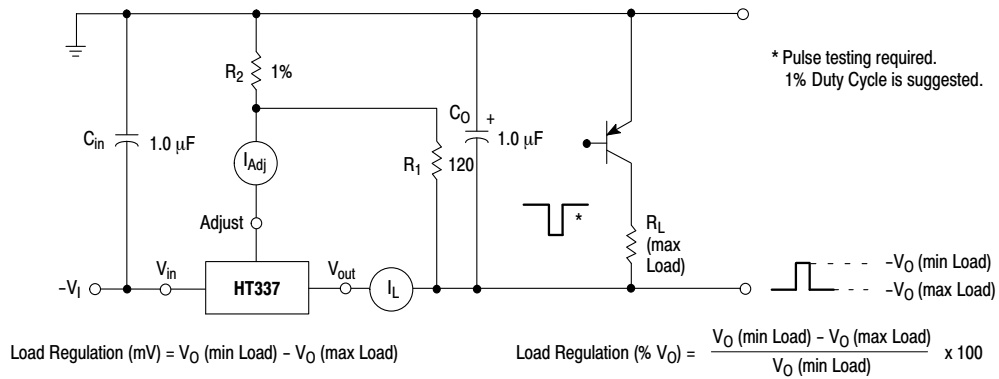 * Pulse testing required.
1% Duty Cycle is suggested.
R2 1%
Cin 1.0 μF
IAdj
R1 120
CO + 1.0 μF
Adjust
*
RL
(max
Load)
–VI
Vin
HT337
Vout
IL
–VO (min Load)
–VO (max Load)
Load Regulation (mV) = VO (min Load) – VO (max Load)
Load Regulation (% VO) = VO (min Load) – VO (max Load)
VO (min Load)
x 100